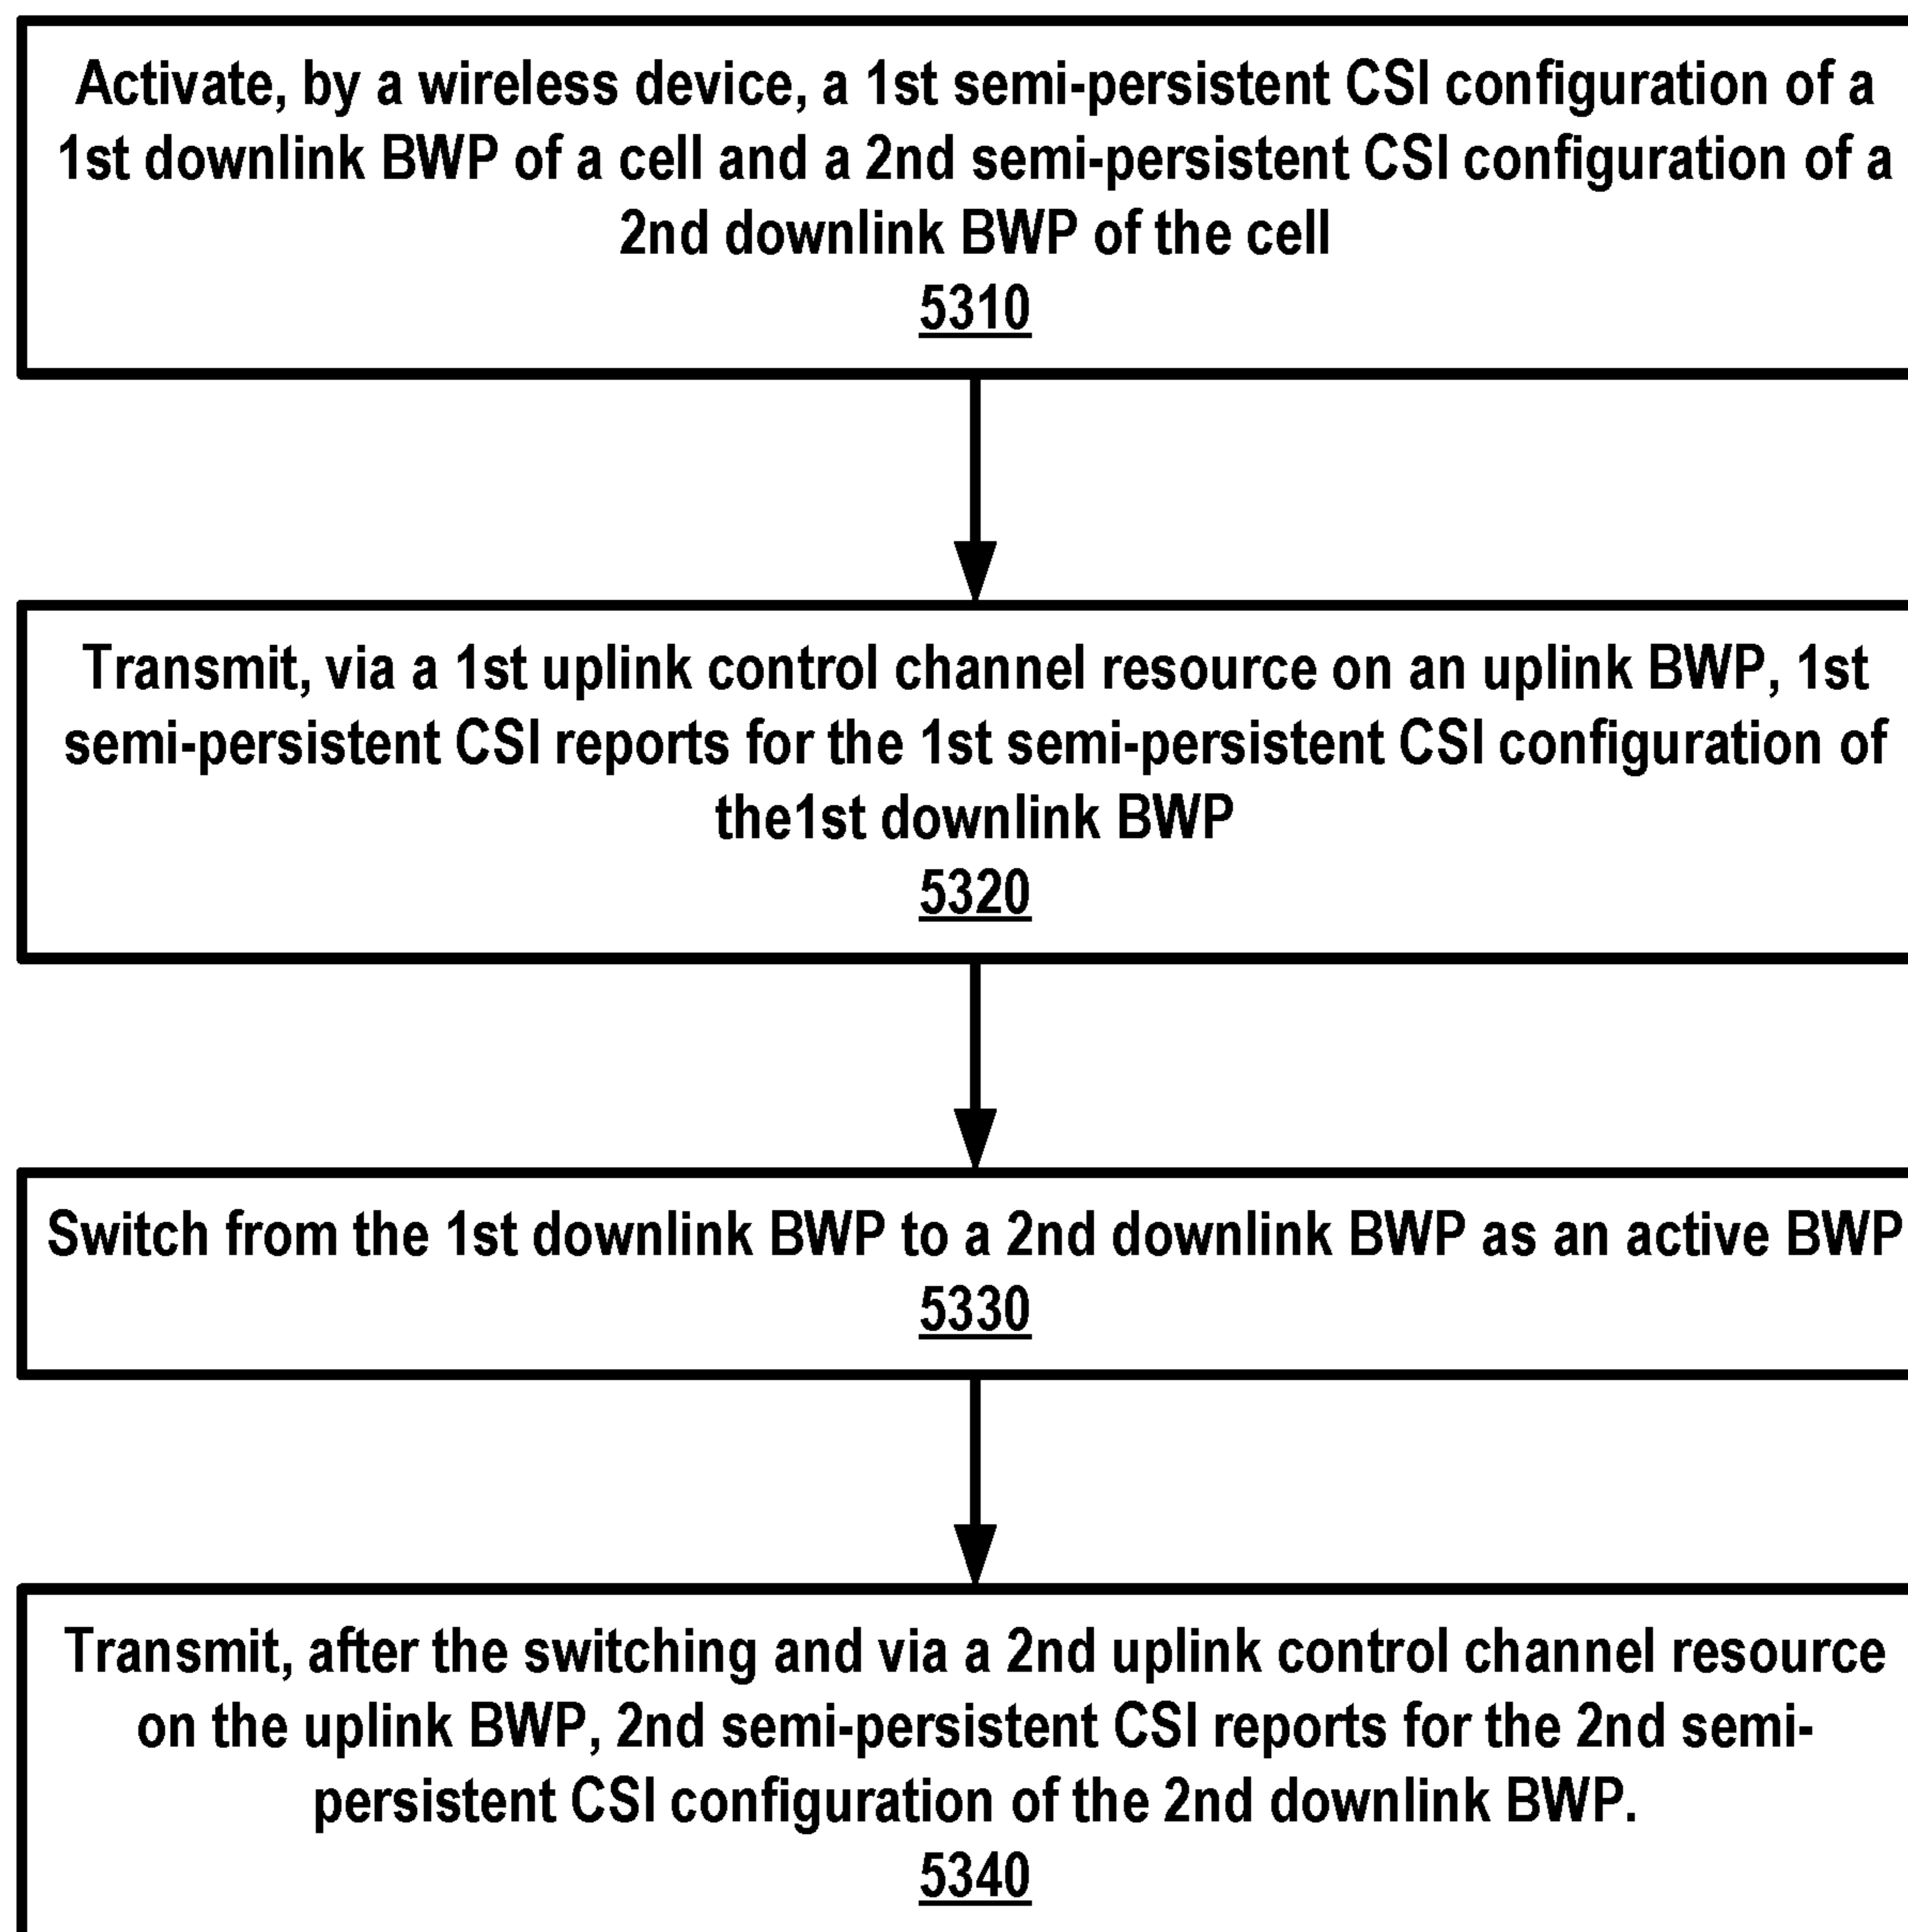 Activate, by a wireless device, a 1st semi-persistent CSI configuration of a
1st downlink BWP of a cell and a 2nd semi-persistent CSI configuration of a
2nd downlink BWP of the cell
5310
Transmit, via a 1st uplink control channel resource on an uplink BWP, 1st
semi-persistent CSI reports for the 1st semi-persistent CSI configuration of
the1st downlink BWP
5320
Switch from the 1st downlink BWP to a 2nd downlink BWP as an active BWP
5330
Transmit, after the switching and via a 2nd uplink control channel resource
on the uplink BWP, 2nd semi-persistent CSI reports for the 2nd semi-
persistent CSI configuration of the 2nd downlink BWP.
5340